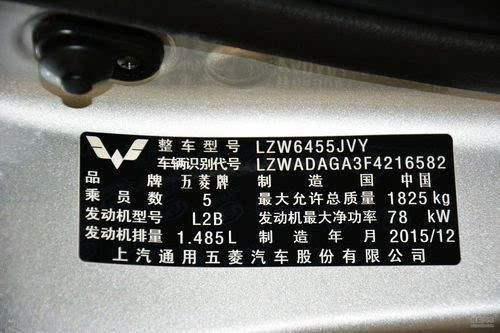 整车型号 LZW6455JVY
车辆识别代号 LZWADAGA3F4216582
品牌 五菱牌 制造国 中国
乘员数 5 最大允许总质量 1825 kg
发动机型号 L2B 发动机最大净功率 78 kW
发动机排量 1.485L 制造年月 2015/12
上汽通用五菱汽车股份有限公司